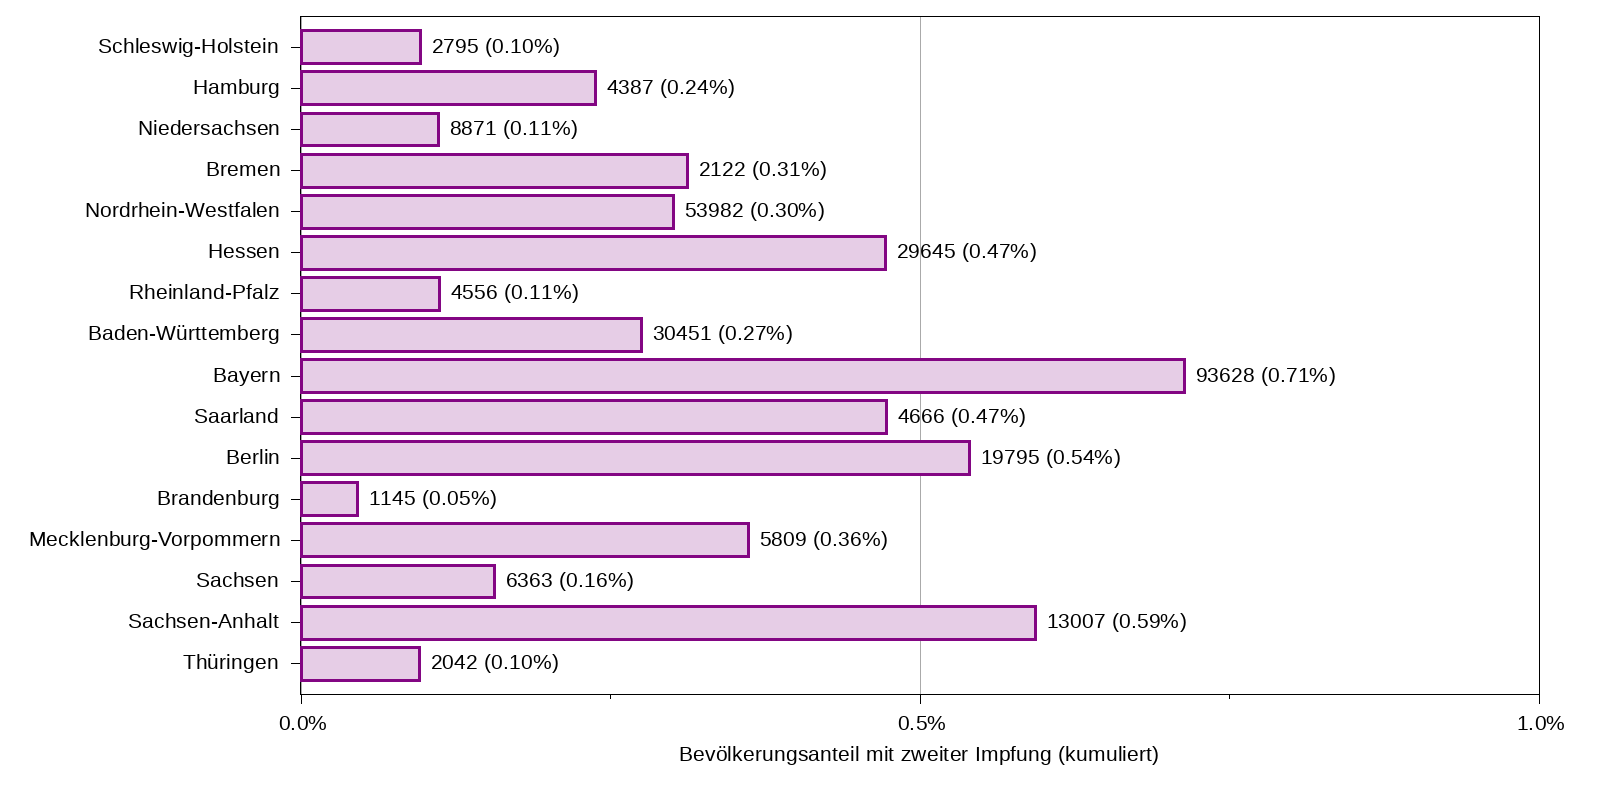 Schleswig-Holstein 2795 (0.10%)
Hamburg 4387 (0.24%)
Niedersachsen 8871 (0.11%)
Bremen 2122 (0.31%)
Nordrhein-Westfalen 53982 (0.30%)
Hessen 29645 (0.47%)
Rheinland-Pfalz 4556 (0.11%)
Baden-Württemberg 30451 (0.27%)
Bayern 93628 (0.71%)
Saarland 4666 (0.47%)
Berlin 19795 (0.54%)
Brandenburg 1145 (0.05%)
Mecklenburg-Vorpommern 5809 (0.36%)
Sachsen 6363 (0.16%)
Sachsen-Anhalt 13007 (0.59%)
Thüringen 2042 (0.10%)
0.0% 0.5% 1.0%
Bevölkerungsanteil mit zweiter Impfung (kumuliert)